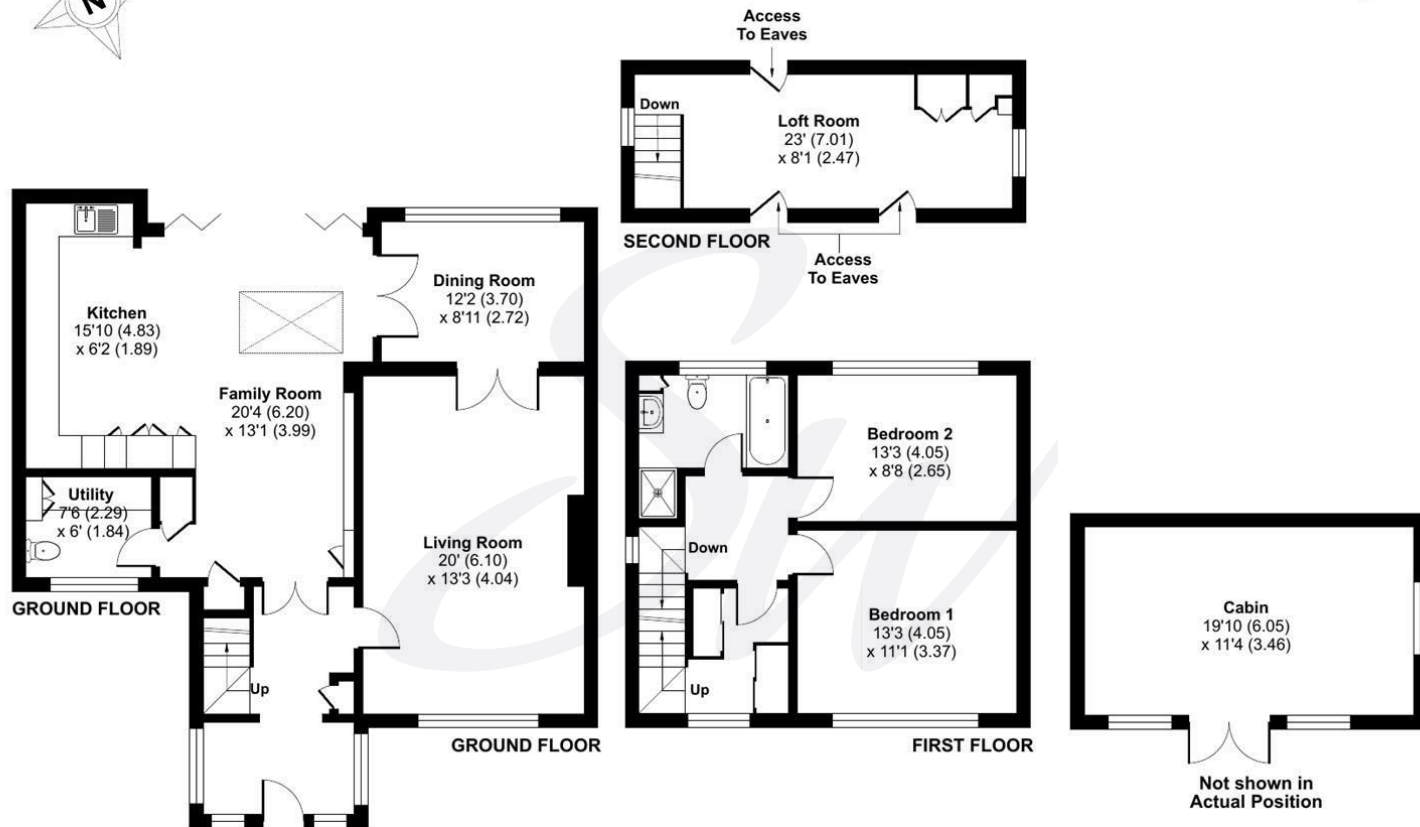 N
Access
To Eaves
Down
Loft Room
23' (7.01)
x 8'1 (2.47)
SECOND FLOOR
Access
To Eaves
Kitchen
15'10 (4.83)
x 6'2 (1.89)
Dining Room
12'2 (3.70)
x 8'11 (2.72)
Family Room
20'4 (6.20)
x 13'1 (3.99)
Utility
7'6 (2.29)
x 6' (1.84)
Living Room
20' (6.10)
x 13'3 (4.04)
GROUND FLOOR
Up
GROUND FLOOR
Bedroom 2
13'3 (4.05)
x 8'8 (2.65)
Down
Bedroom 1
13'3 (4.05)
x 11'1 (3.37)
Up
FIRST FLOOR
Cabin
19'10 (6.05)
x 11'4 (3.46)
Not shown in
Actual Position
Sw